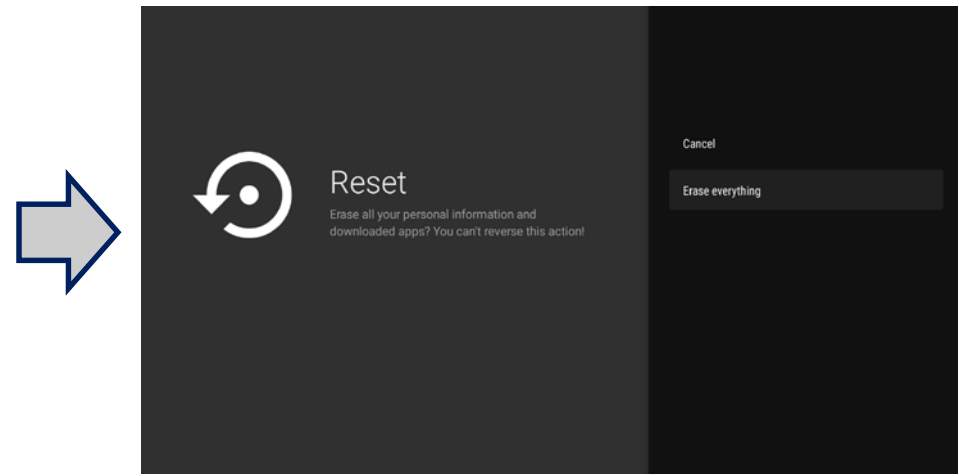 Reset
Erase all your personal information and
downloaded apps? You can't reverse this action!
Cancel
Erase everything